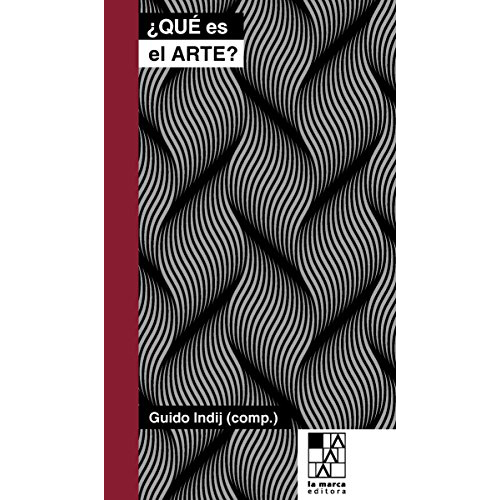 ¿QUÉ es
el ARTE?
Guido Indij (comp.)
la marca
editora